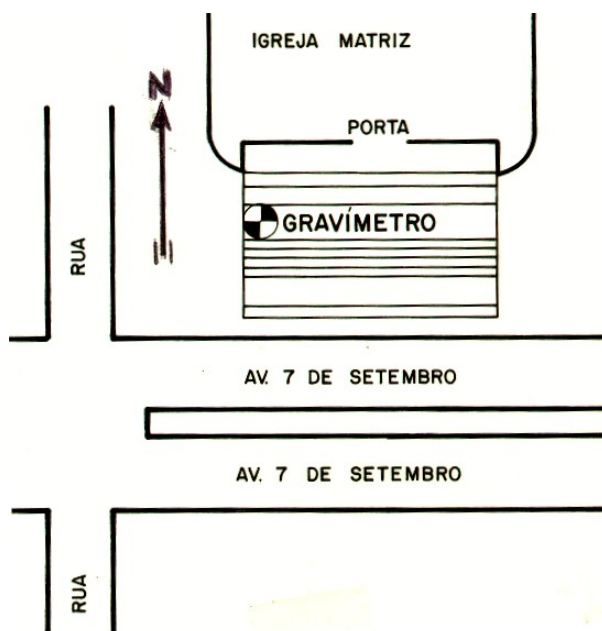 IGREJA MATRIZ
N
PORTA
GRAVÍMETRO
RUA
AV. 7 DE SETEMBRO
AV. 7 DE SETEMBRO
RUA